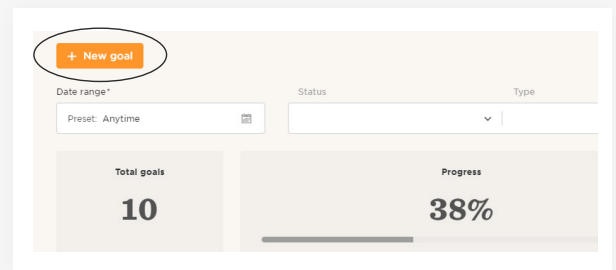 + New goal
Date range* Status Type
Preset: Anytime
Total goals Progress
10 38%